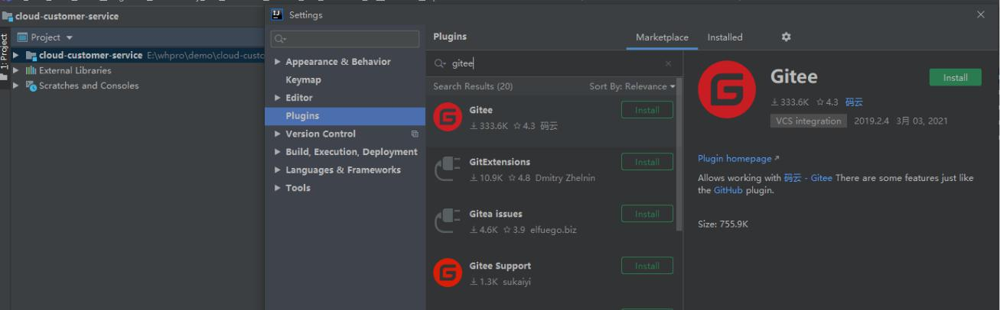 cloud-customer-service
Settings
1: Project
Project
cloud-customer-service E:\whpro\demo\cloud-custo
External Libraries
Scratches and Consoles
Appearance & Behavior
Keymap
Editor
Plugins
Version Control
Build, Execution, Deployment
Languages & Frameworks
Tools
Plugins
Marketplace
Installed
gitee
Search Results (20)
Sort By: Relevance
Gitee
Install
333.6K 4.3 码云
GitExtensions
Install
10.9K 4.8 Dmitry Zhelnin
Gitea issues
Install
4.6K 3.9 elfuego.biz
Gitee Support
Install
1.3K sukaiyi
Gitee
Install
333.6K 4.3 码云
VCS integration 2019.2.4 3月 03, 2021
Plugin homepage
Allows working with 码云 - Gitee There are some features just like
the GitHub plugin.
Size: 755.9K